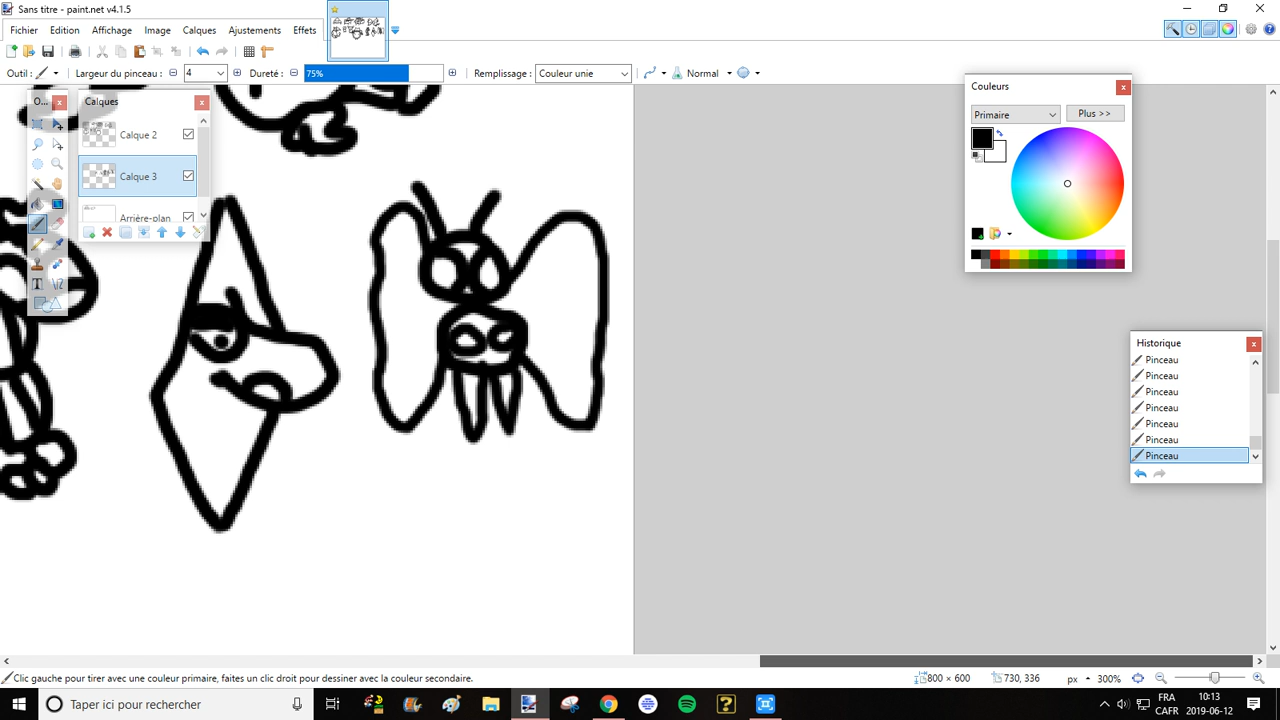 Sans titre - paint.net v4.1.5
Fichier Edition Affichage Image Calques Ajustements Effets
Outil : Largeur du pinceau : 4 Dureté : 75% Remplissage : Couleur unie Normal
O... Calques
Calque 2
Calque 3
Arrière-plan
Couleurs
Primaire Plus >>
Historique
Pinceau
Pinceau
Pinceau
Pinceau
Pinceau
Pinceau
Pinceau
Clic gauche pour tirer avec une couleur primaire, faites un clic droit pour dessiner avec la couleur secondaire. 800 × 600 730, 336 px 300%
Taper ici pour rechercher
FRA
CAFR
10:13
2019-06-12